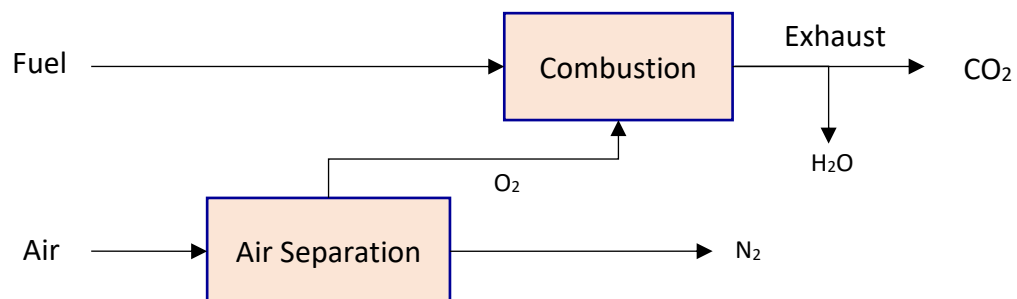 Exhaust
Fuel
Combustion
CO₂
H₂O
O₂
Air
Air Separation
N₂